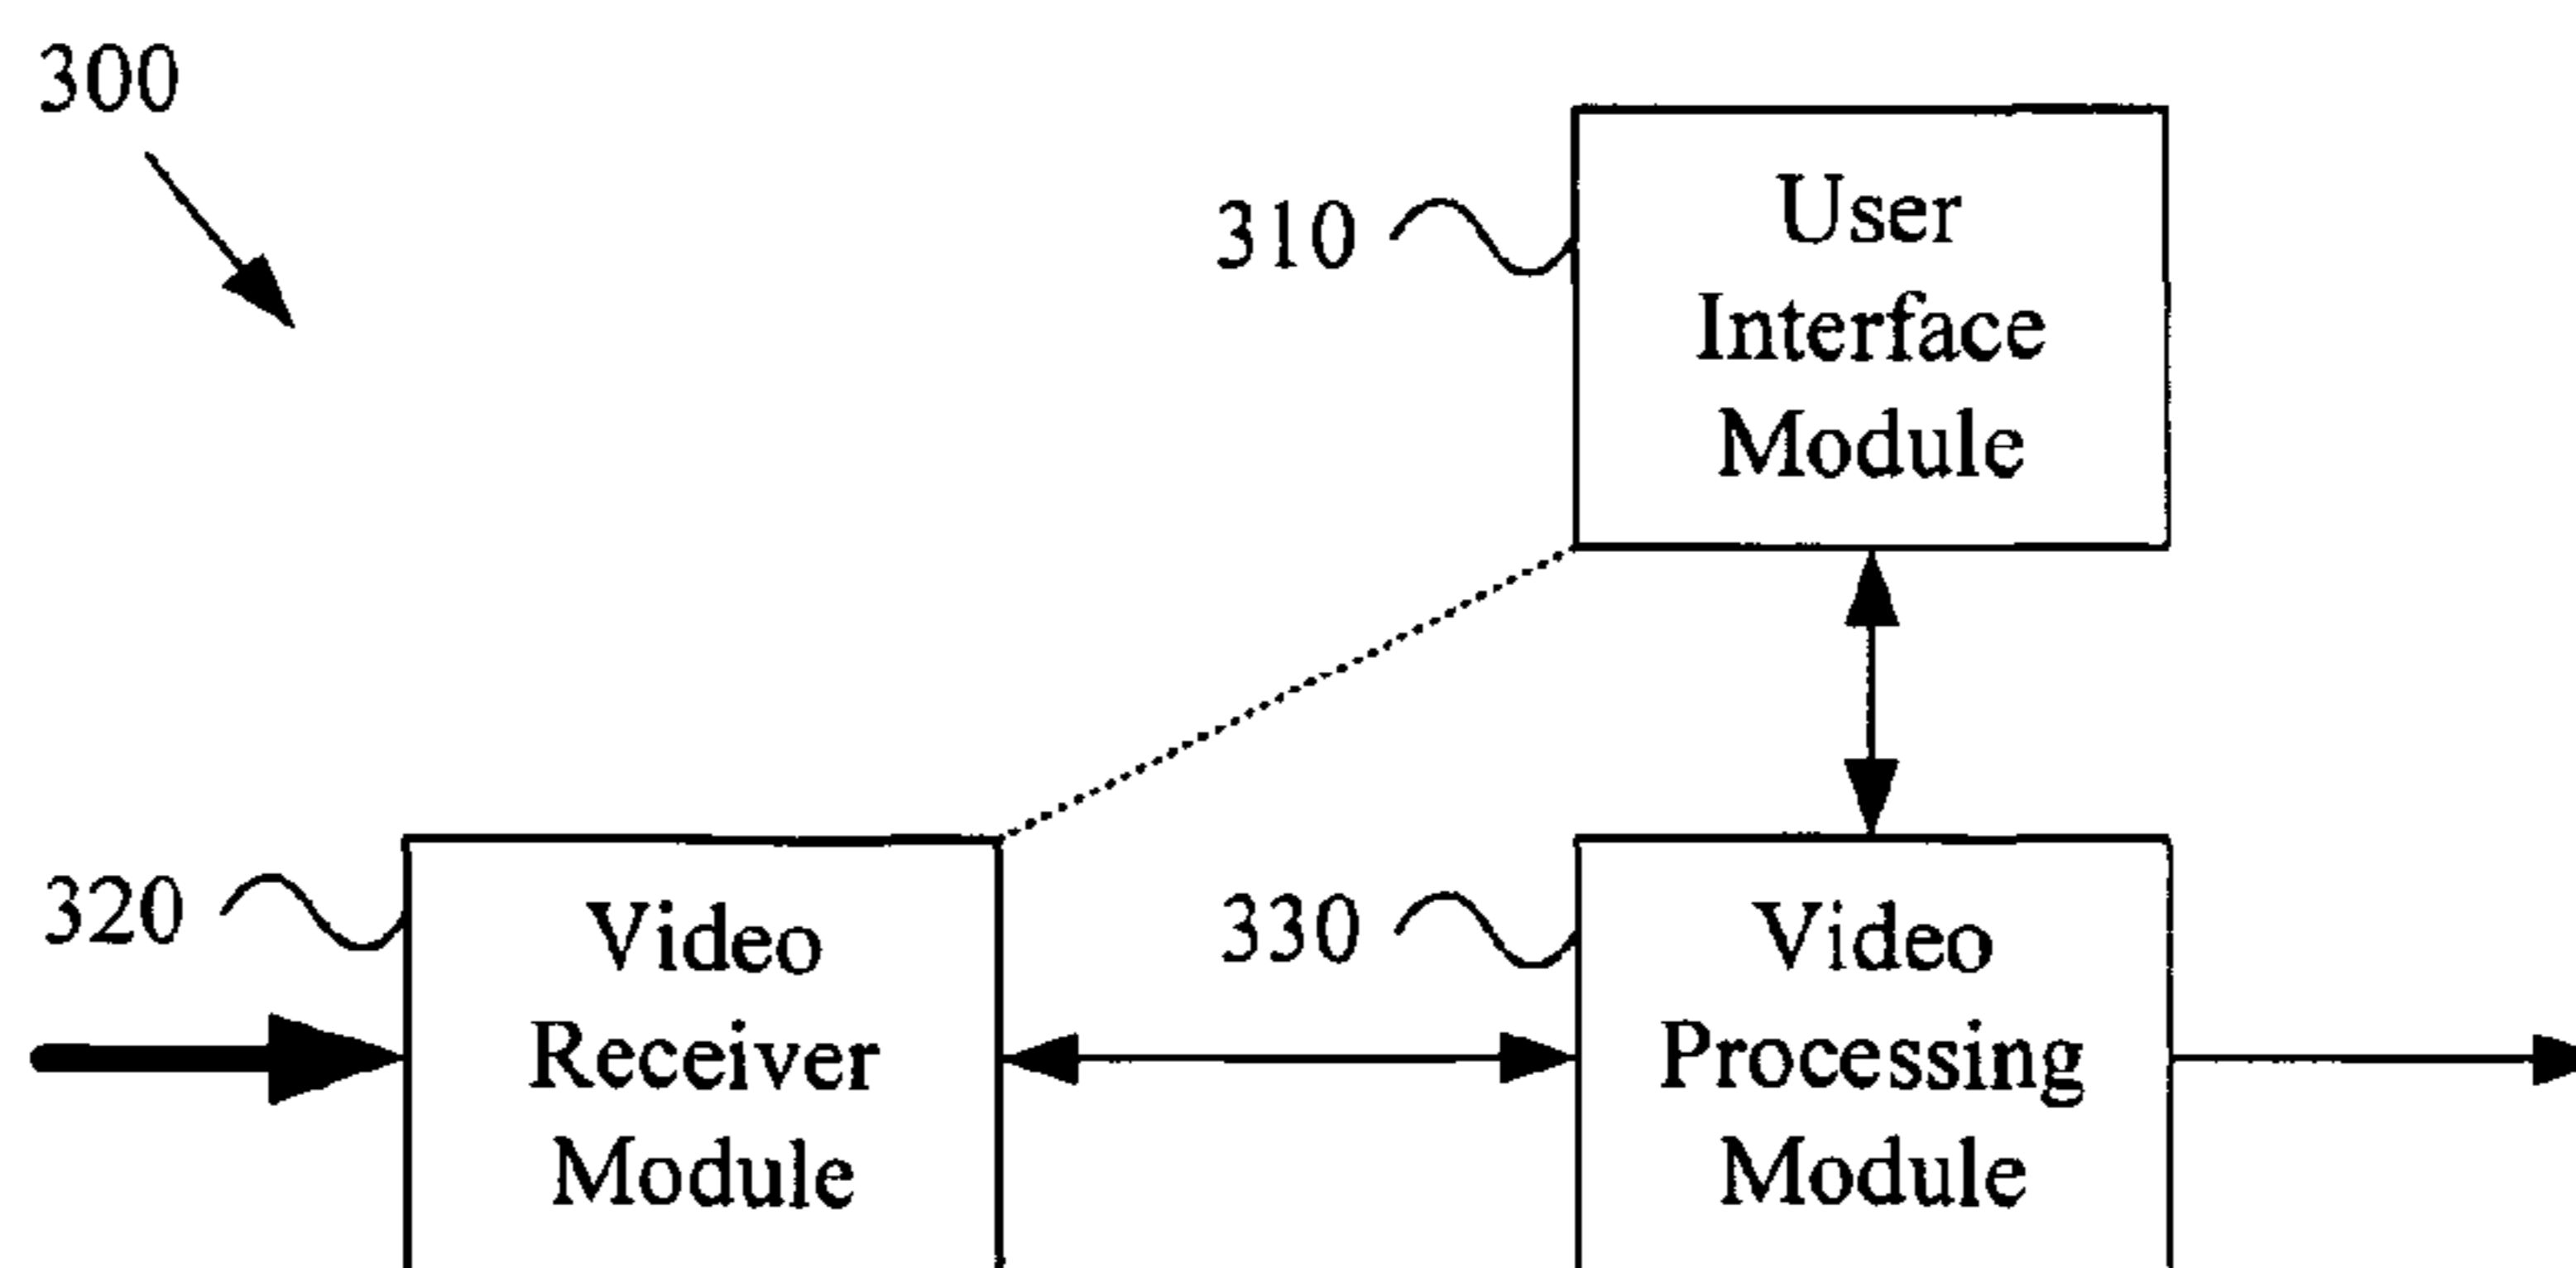 300
310
User
Interface
Module
320
Video
Receiver
Module
330
Video
Processing
Module